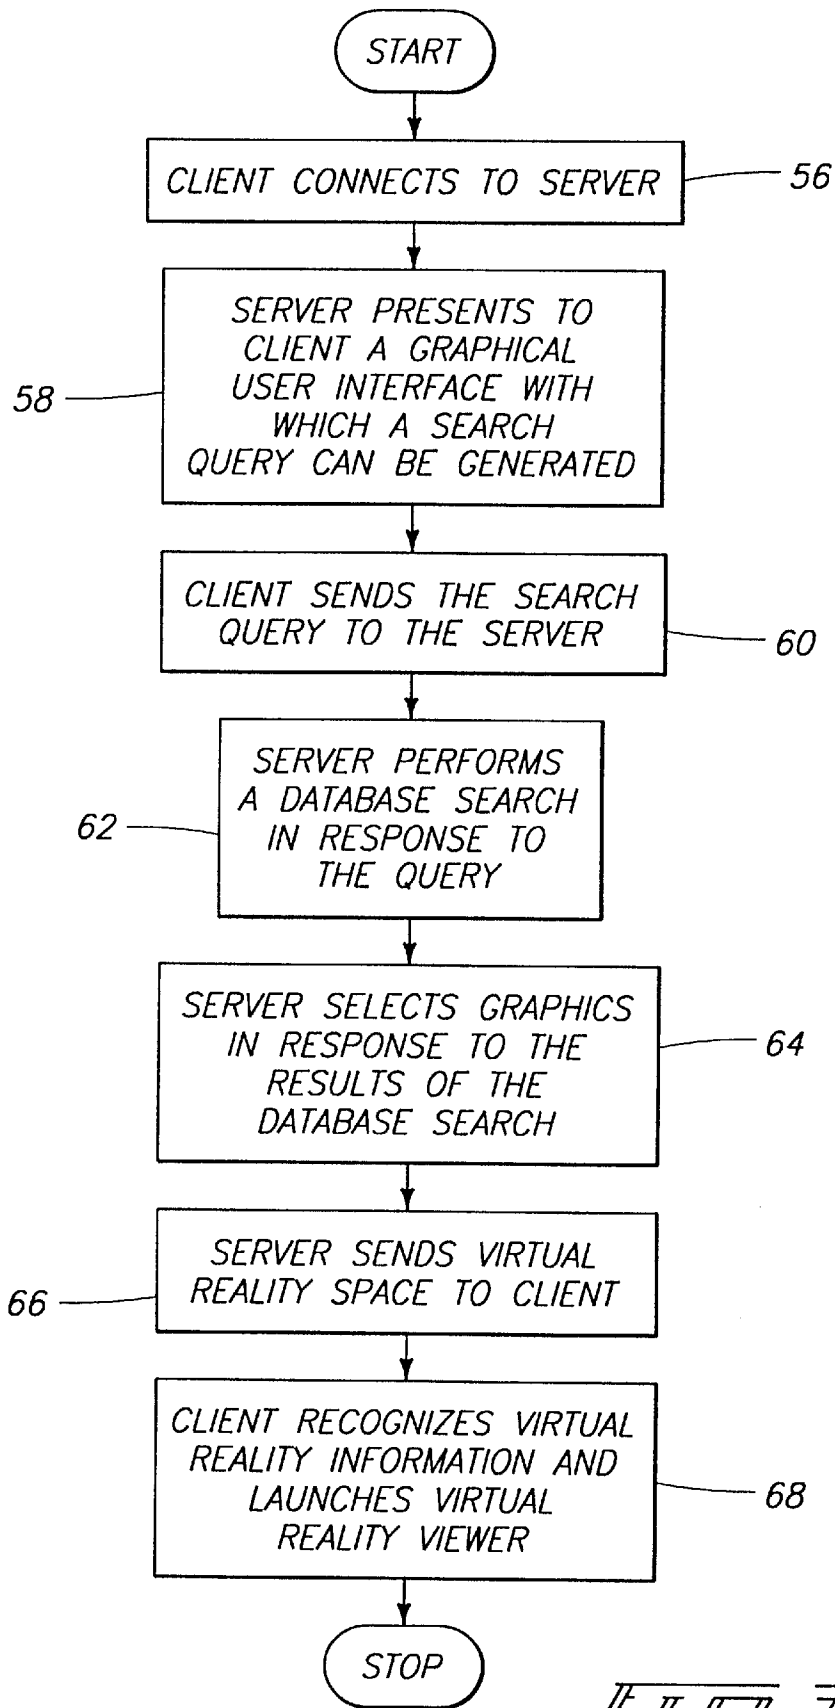 START
CLIENT CONNECTS TO SERVER
56
SERVER PRESENTS TO
CLIENT A GRAPHICAL
USER INTERFACE WITH
WHICH A SEARCH
QUERY CAN BE GENERATED
58
CLIENT SENDS THE SEARCH
QUERY TO THE SERVER
60
SERVER PERFORMS
A DATABASE SEARCH
IN RESPONSE TO
THE QUERY
62
SERVER SELECTS GRAPHICS
IN RESPONSE TO THE
RESULTS OF THE
DATABASE SEARCH
64
SERVER SENDS VIRTUAL
REALITY SPACE TO CLIENT
66
CLIENT RECOGNIZES VIRTUAL
REALITY INFORMATION AND
LAUNCHES VIRTUAL
REALITY VIEWER
68
STOP